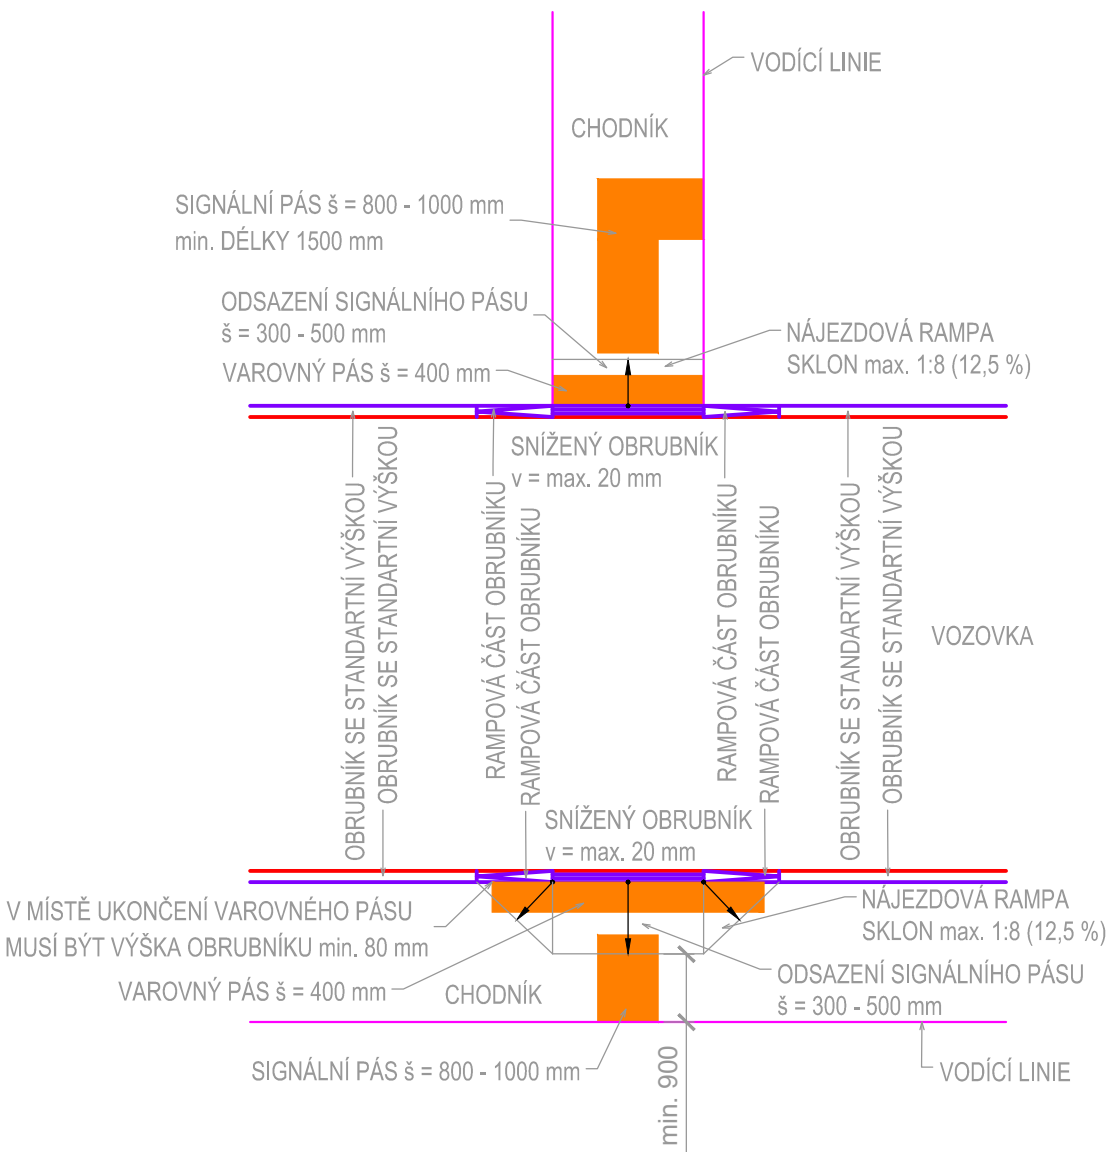 VODÍCÍ LINIE
CHODNÍK
SIGNÁLNÍ PÁS š = 800 - 1000 mm
min. DÉLKY 1500 mm
ODSAZENÍ SIGNÁLNÍHO PÁSU
š = 300 - 500 mm
NÁJEZDOVÁ RAMPA
SKLON max. 1:8 (12,5 %)
VAROVNÝ PÁS š = 400 mm
SNÍŽENÝ OBRUBNÍK
v = max. 20 mm
OBRUBNÍK SE STANDARTNÍ VÝŠKOU
OBRUBNÍK SE STANDARTNÍ VÝŠKOU
RAMPOVÁ ČÁST OBRUBNÍKU
RAMPOVÁ ČÁST OBRUBNÍKU
RAMPOVÁ ČÁST OBRUBNÍKU
RAMPOVÁ ČÁST OBRUBNÍKU
OBRUBNÍK SE STANDARTNÍ VÝŠKOU
OBRUBNÍK SE STANDARTNÍ VÝŠKOU
VOZOVKA
SNÍŽENÝ OBRUBNÍK
v = max. 20 mm
V MÍSTĚ UKONČENÍ VAROVNÉHO PÁSU
MUSÍ BÝT VÝŠKA OBRUBNÍKU min. 80 mm
NÁJEZDOVÁ RAMPA
SKLON max. 1:8 (12,5 %)
VAROVNÝ PÁS š = 400 mm
CHODNÍK
ODSAZENÍ SIGNÁLNÍHO PÁSU
š = 300 - 500 mm
SIGNÁLNÍ PÁS š = 800 - 1000 mm
min. 900
VODÍCÍ LINIE